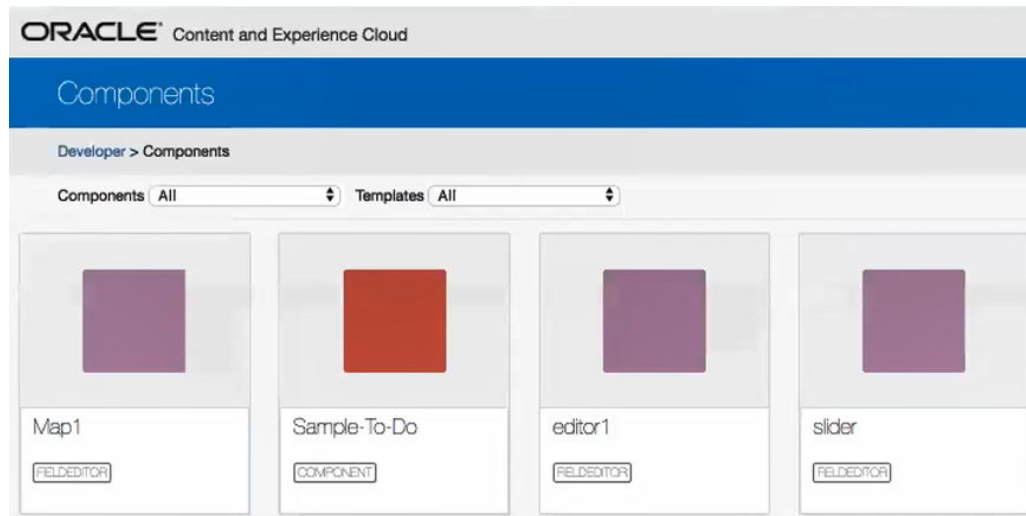 ORACLE® Content and Experience Cloud
Components
Developer > Components
Components All Templates All
Map1 Sample-To-Do editor1 slider
FIELDEDITOR COMPONENT FIELDEDITOR FIELDEDITOR